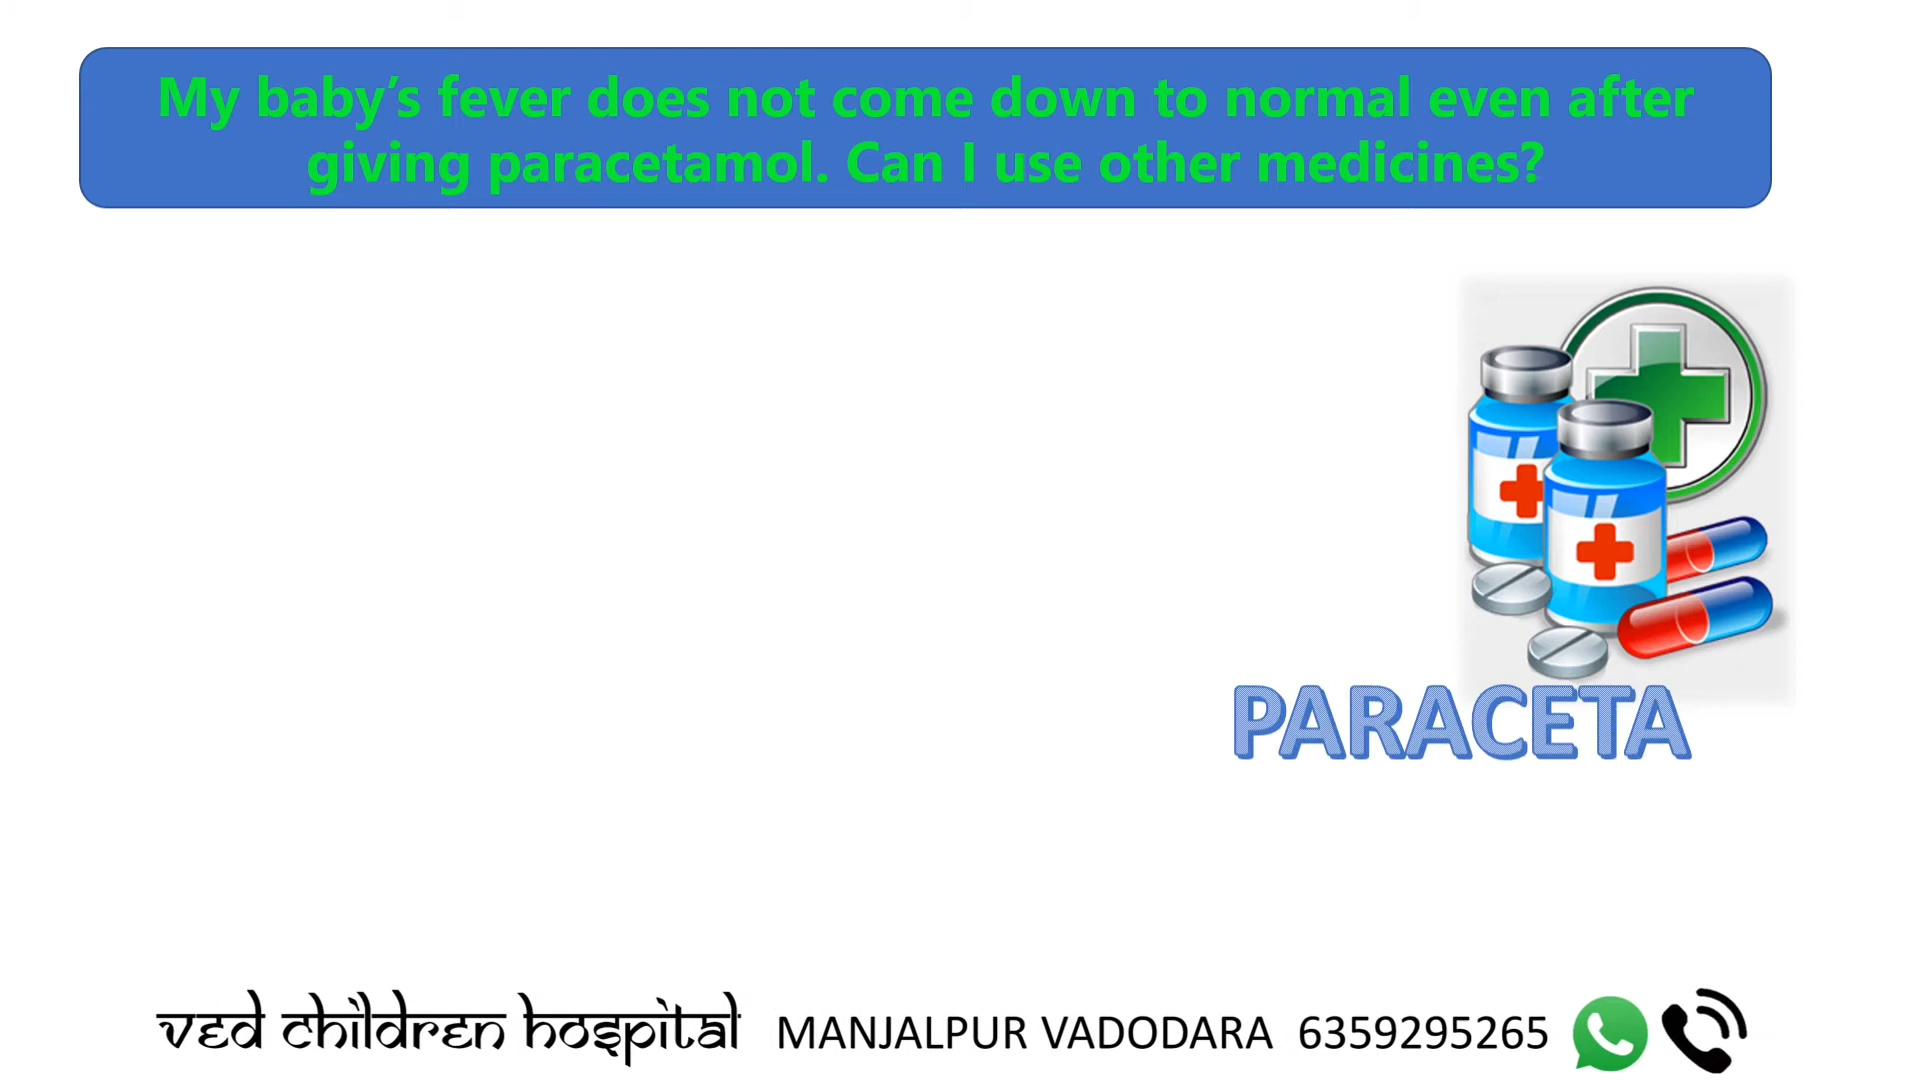 My baby’s fever does not come down to normal even after
giving paracetamol. Can I use other medicines?
PARACETA
VED CHILDREN HOSPITAL MANJALPUR VADODARA 6359295265